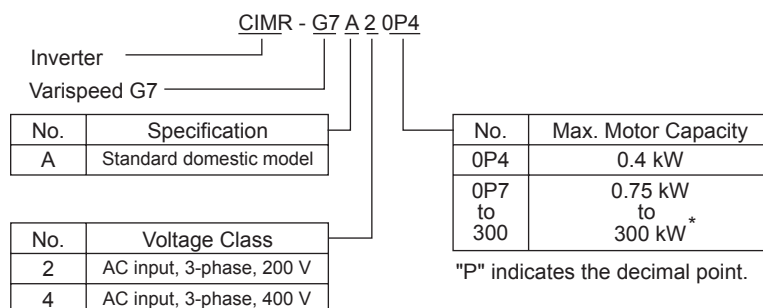 CIMR - G7 A 2 0P4
Inverter
Varispeed G7
No. Specification
A Standard domestic model
No. Voltage Class
2 AC input, 3-phase, 200 V
4 AC input, 3-phase, 400 V
No. Max. Motor Capacity
0P4 0.4 kW
0P7 0.75 kW
to to
300 300 kW*
"P" indicates the decimal point.